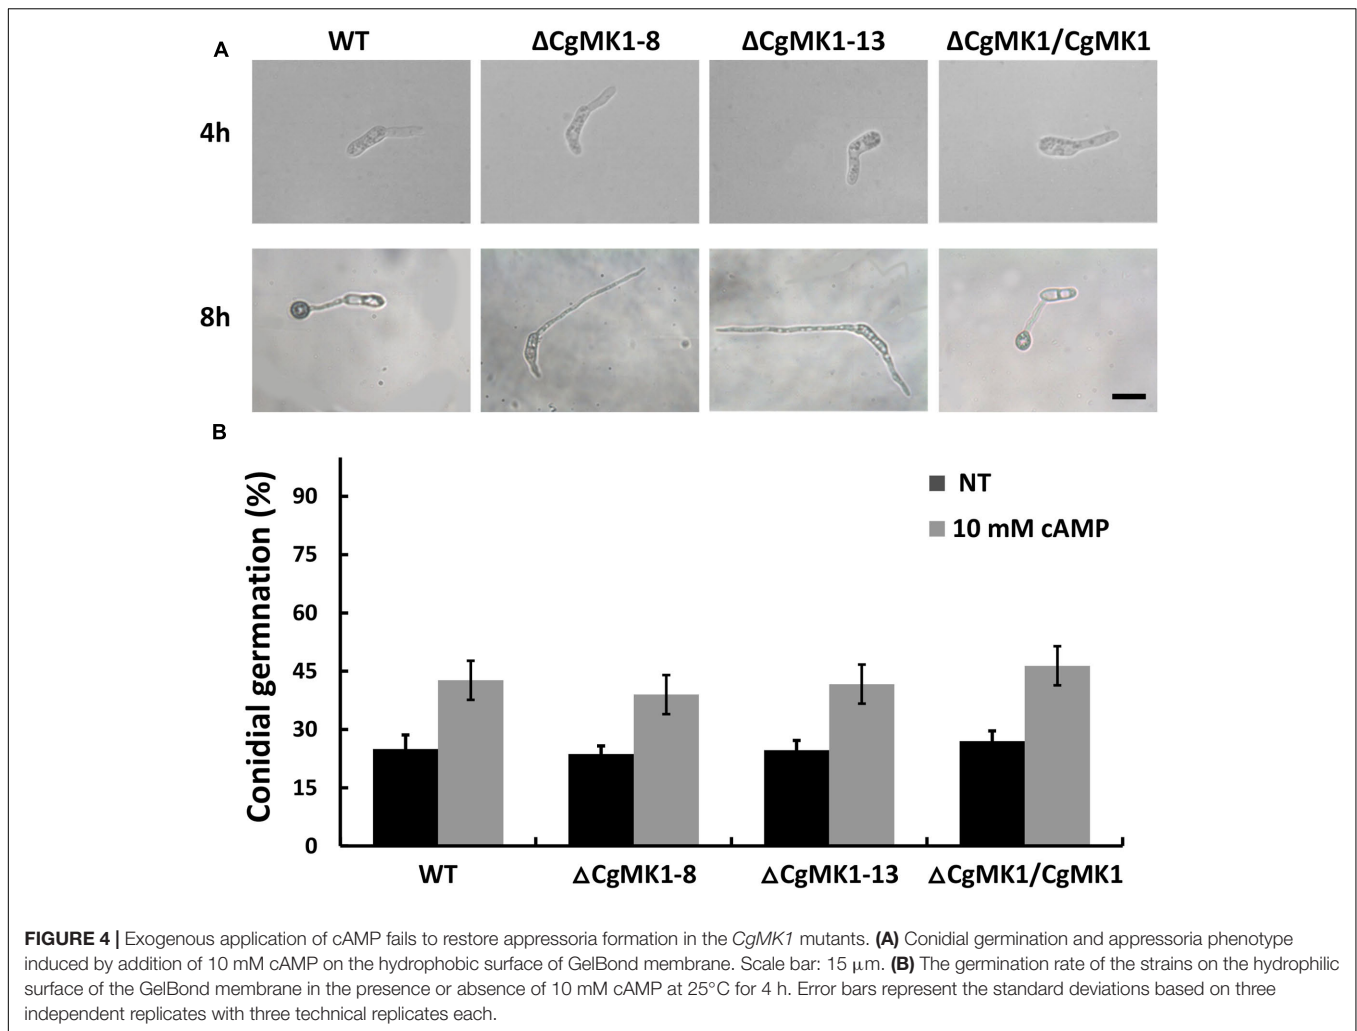 A
WT ΔCgMK1-8 ΔCgMK1-13 ΔCgMK1/CgMK1
4h
8h
B
Conidial germnation (%)
90
75
60
45
30
15
0
NT
10 mM cAMP
WT △CgMK1-8 △CgMK1-13 △CgMK1/CgMK1
FIGURE 4 | Exogenous application of cAMP fails to restore appressoria formation in the CgMK1 mutants. (A) Conidial germination and appressoria phenotype
induced by addition of 10 mM cAMP on the hydrophobic surface of GelBond membrane. Scale bar: 15 μm. (B) The germination rate of the strains on the hydrophilic
surface of the GelBond membrane in the presence or absence of 10 mM cAMP at 25°C for 4 h. Error bars represent the standard deviations based on three
independent replicates with three technical replicates each.